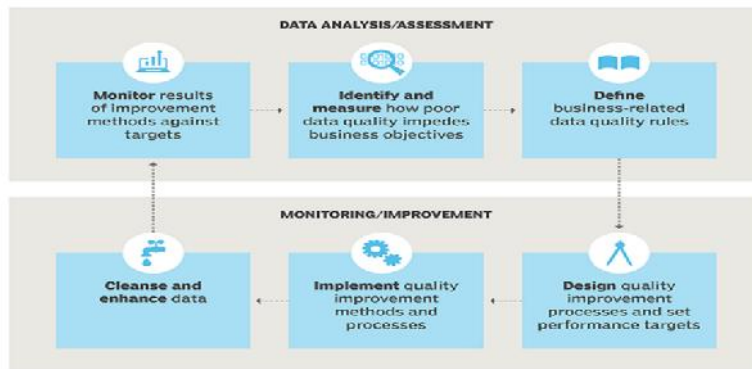 DATA ANALYSIS/ASSESSMENT
Monitor results
of improvement
methods against
targets
Identify and
measure how poor
data quality impedes
business objectives
Define
business-related
data quality rules
MONITORING/IMPROVEMENT
Cleanse and
enhance data
Implement quality
improvement
methods and
processes
Design quality
improvement
processes and set
performance targets